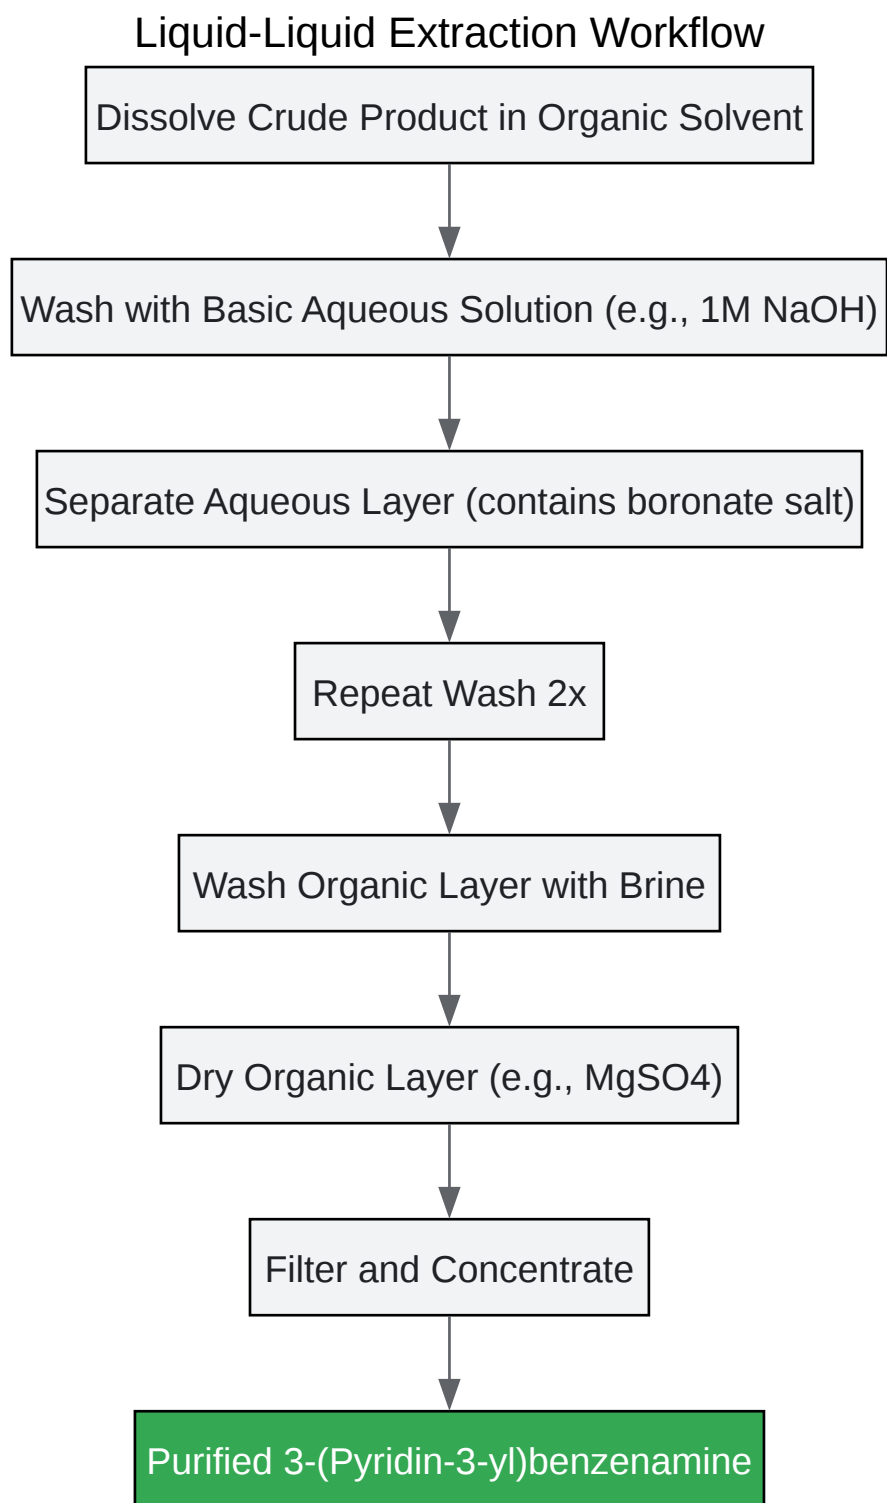 Liquid-Liquid Extraction Workflow
Dissolve Crude Product in Organic Solvent
Wash with Basic Aqueous Solution (e.g., 1M NaOH)
Separate Aqueous Layer (contains boronate salt)
Repeat Wash 2x
Wash Organic Layer with Brine
Dry Organic Layer (e.g., MgSO4)
Filter and Concentrate
Purified 3-(Pyridin-3-yl)benzenamine